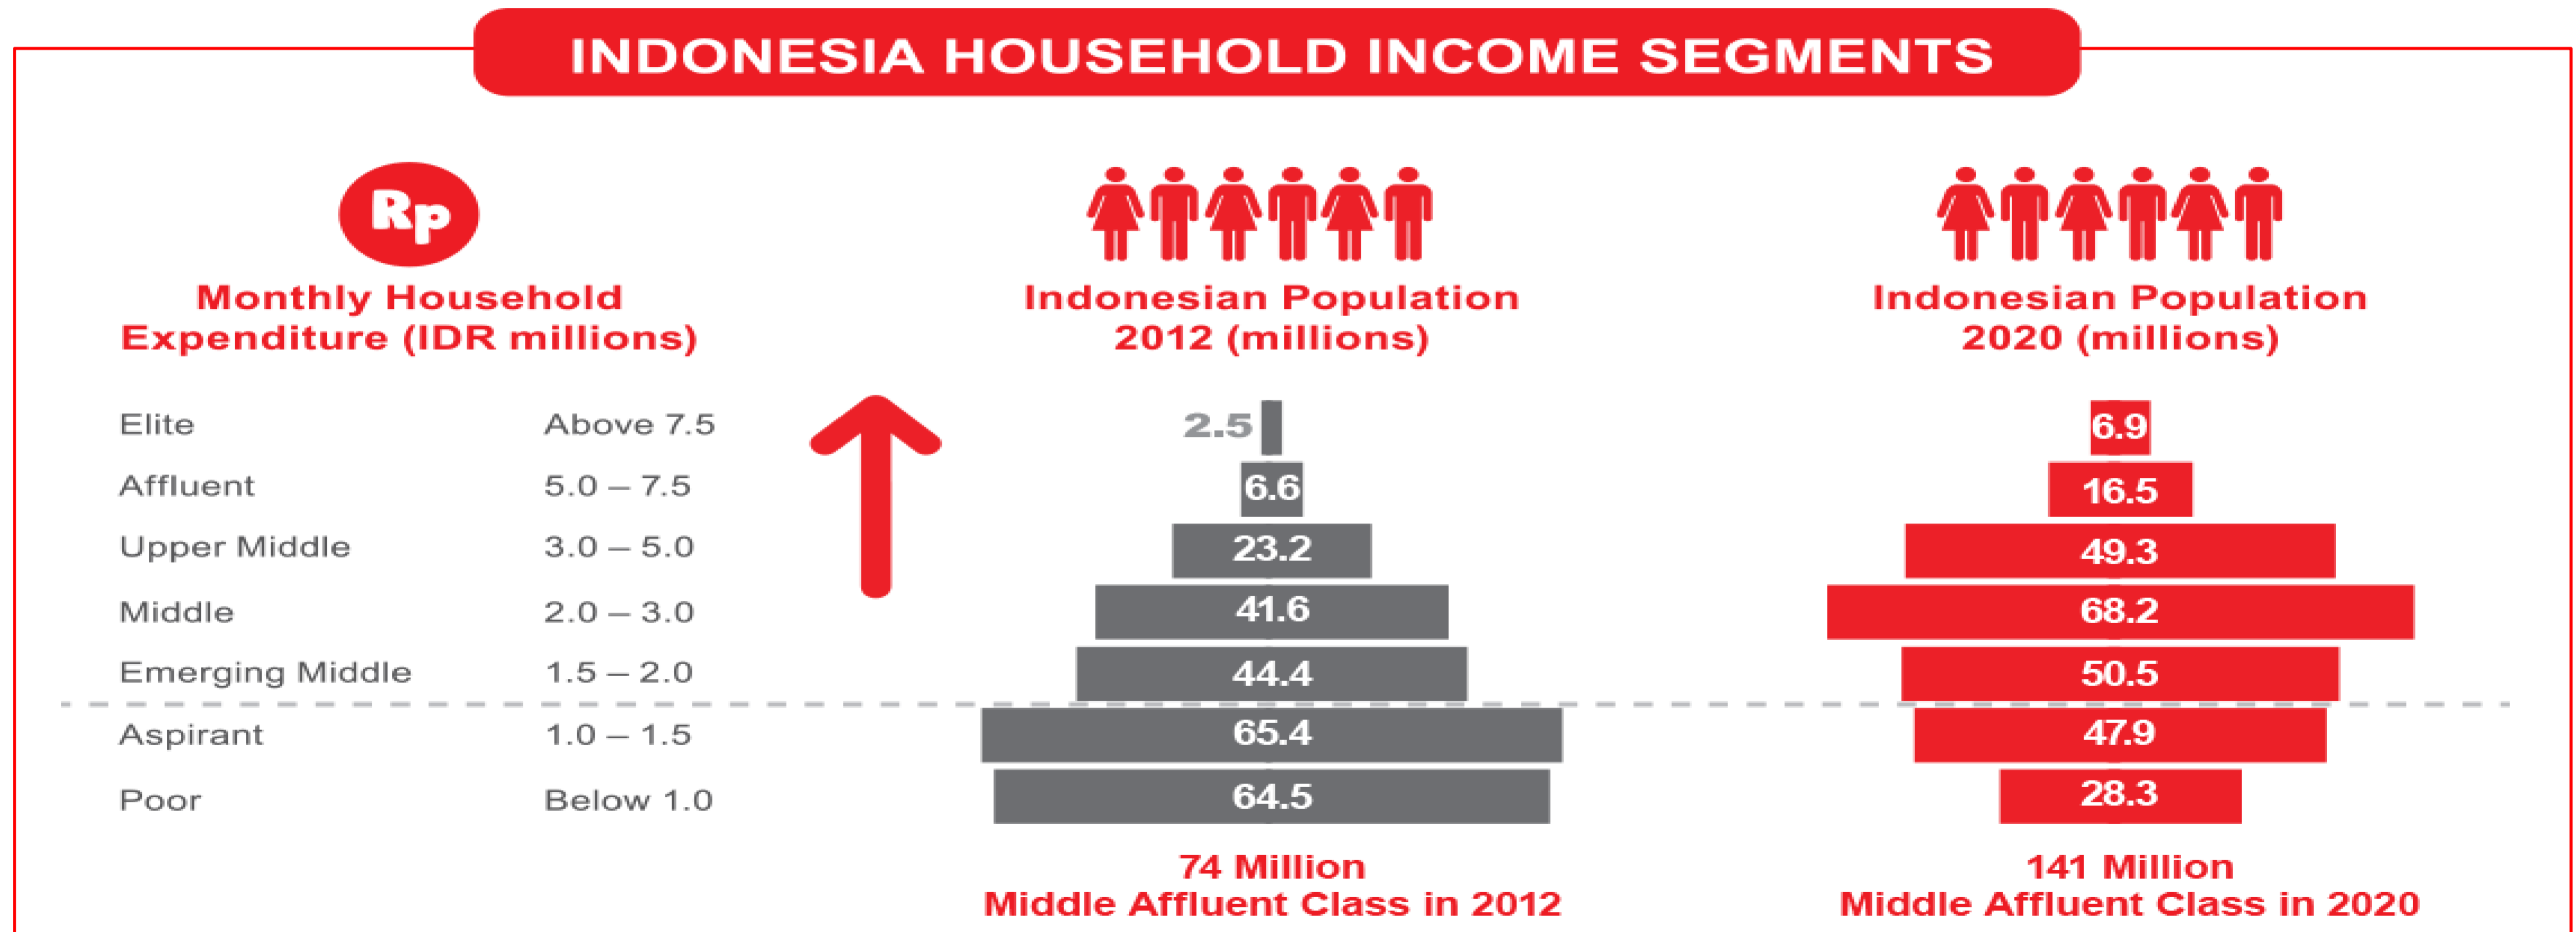 INDONESIA HOUSEHOLD INCOME SEGMENTS
Rp
Monthly Household
Expenditure (IDR millions)
Indonesian Population
2012 (millions)
Indonesian Population
2020 (millions)
Elite Above 7.5 2.5 6.9
Affluent 5.0 – 7.5 6.6 16.5
Upper Middle 3.0 – 5.0 23.2 49.3
Middle 2.0 – 3.0 41.6 68.2
Emerging Middle 1.5 – 2.0 44.4 50.5
Aspirant 1.0 – 1.5 65.4 47.9
Poor Below 1.0 64.5 28.3
74 Million
Middle Affluent Class in 2012
141 Million
Middle Affluent Class in 2020